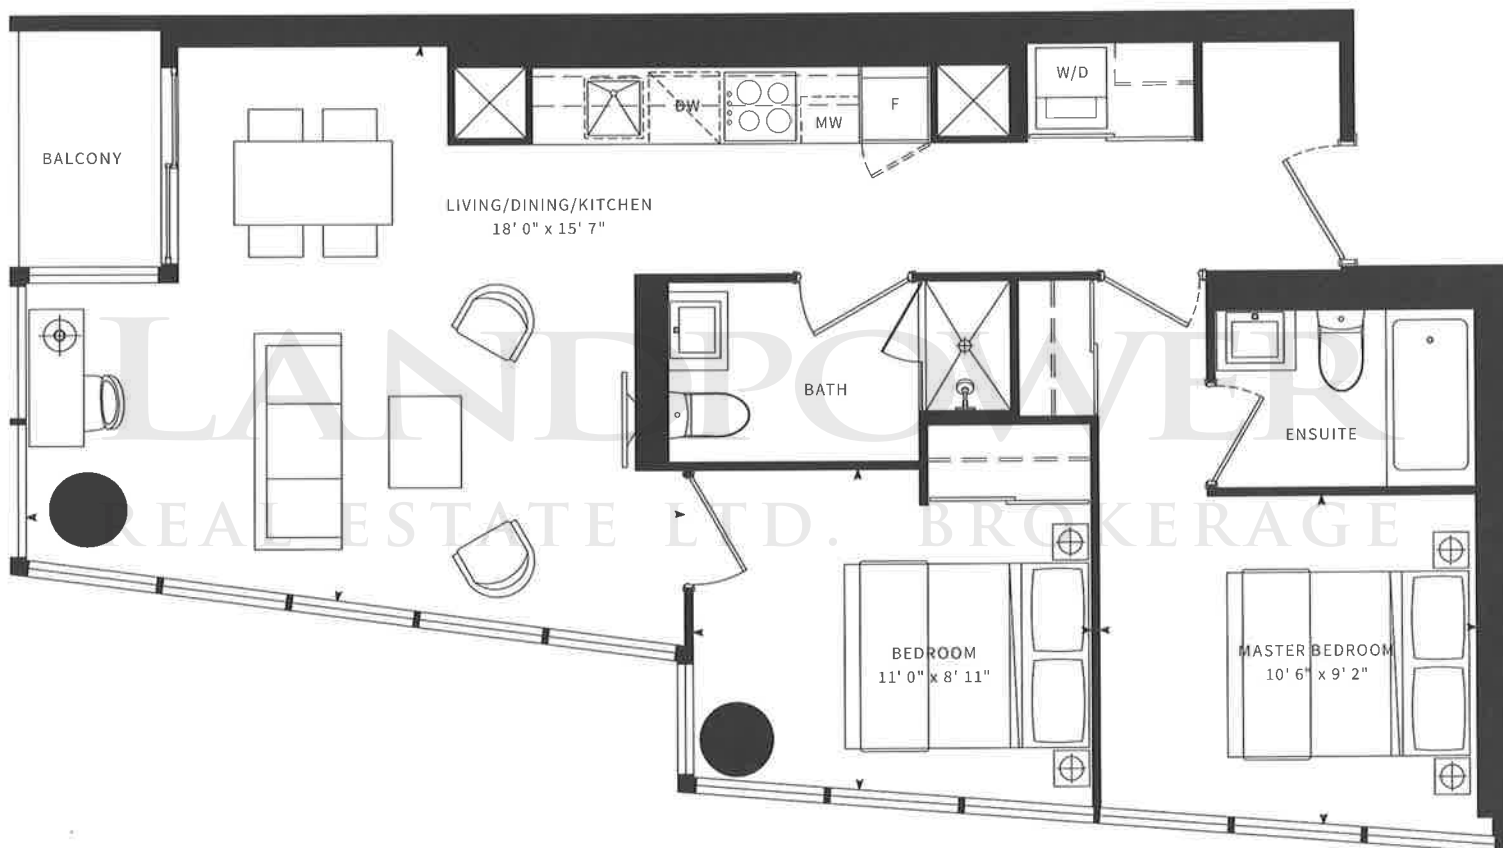 W/D
DW
MW
F
BALCONY
LIVING/DINING/KITCHEN
18' 0" x 15' 7"
LANDPOWER
BATH
ENSUITE
REAL ESTATE LTD. BROKERAGE
BEDROOM
11' 0" x 8' 11"
MASTER BEDROOM
10' 6" x 9' 2"